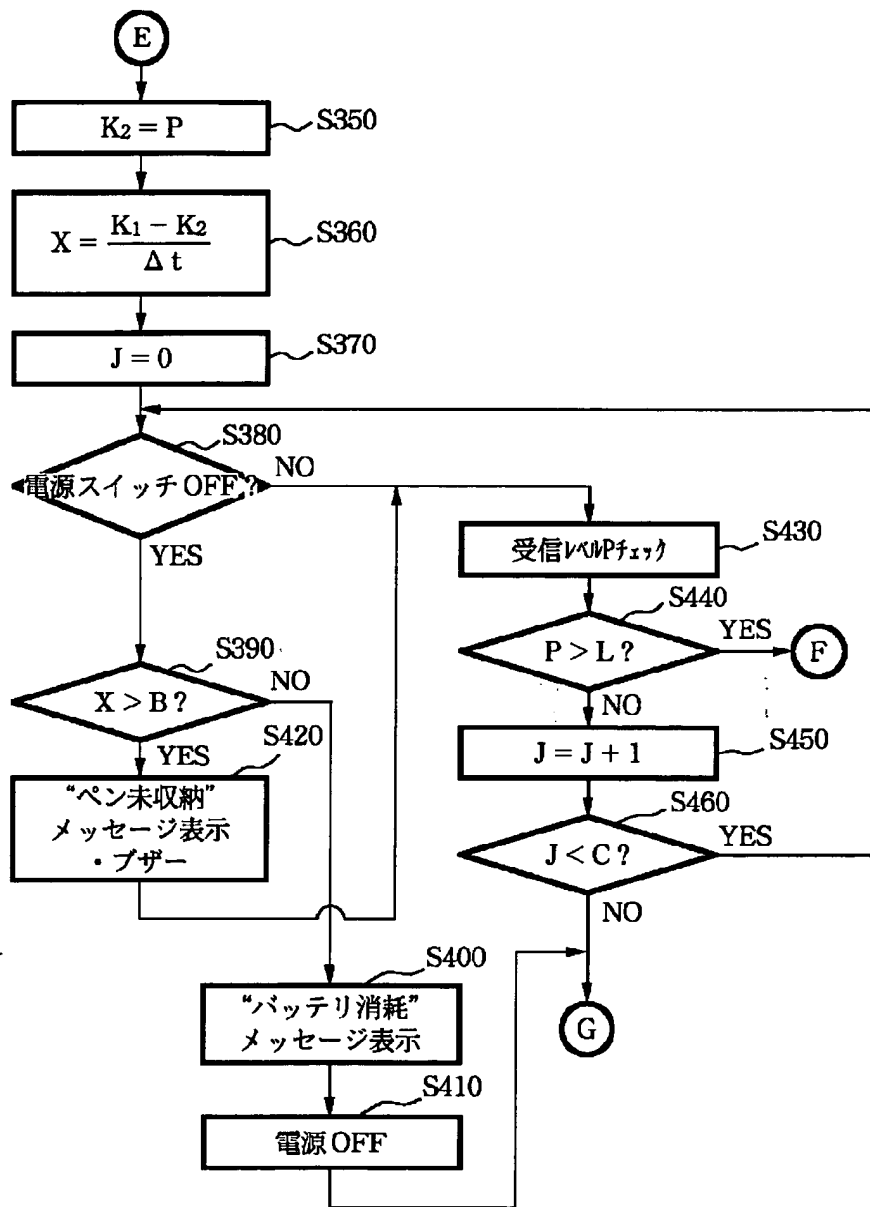 E
K₂ = P
S350
X = (K₁ − K₂) / Δt
S360
J = 0
S370
S380
電源スイッチOFF?
NO
YES
S390
X > B?
NO
YES
S420
“ペン未収納”
メッセージ表示
・ブザー
S400
“バッテリ消耗”
メッセージ表示
S410
電源OFF
受信レベルPチェック
S430
S440
P > L?
YES
F
NO
J = J + 1
S450
S460
J < C?
YES
NO
G